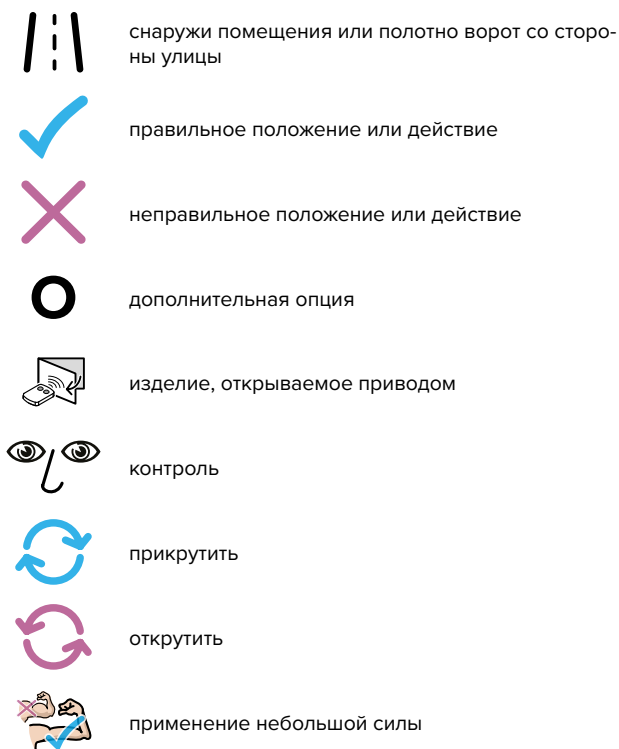 снаружи помещения или полотно ворот со сторо-
ны улицы
правильное положение или действие
неправильное положение или действие
дополнительная опция
изделие, открываемое приводом
контроль
прикрутить
открутить
применение небольшой силы